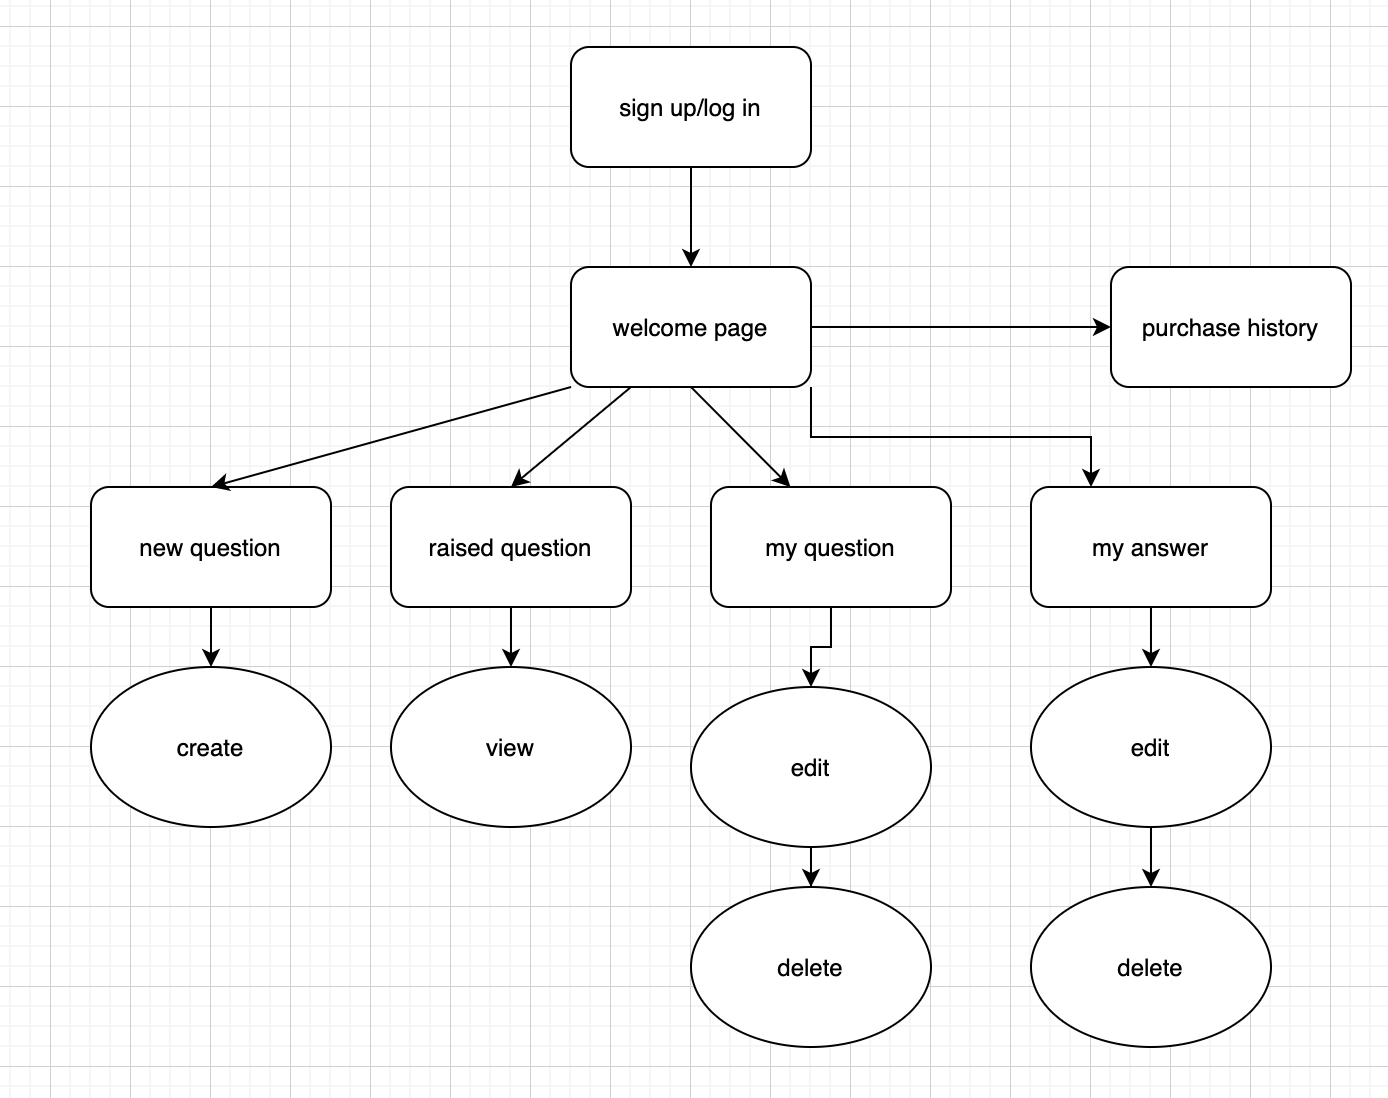 sign up/log in
welcome page
purchase history
new question
raised question
my question
my answer
create
view
edit
edit
delete
delete